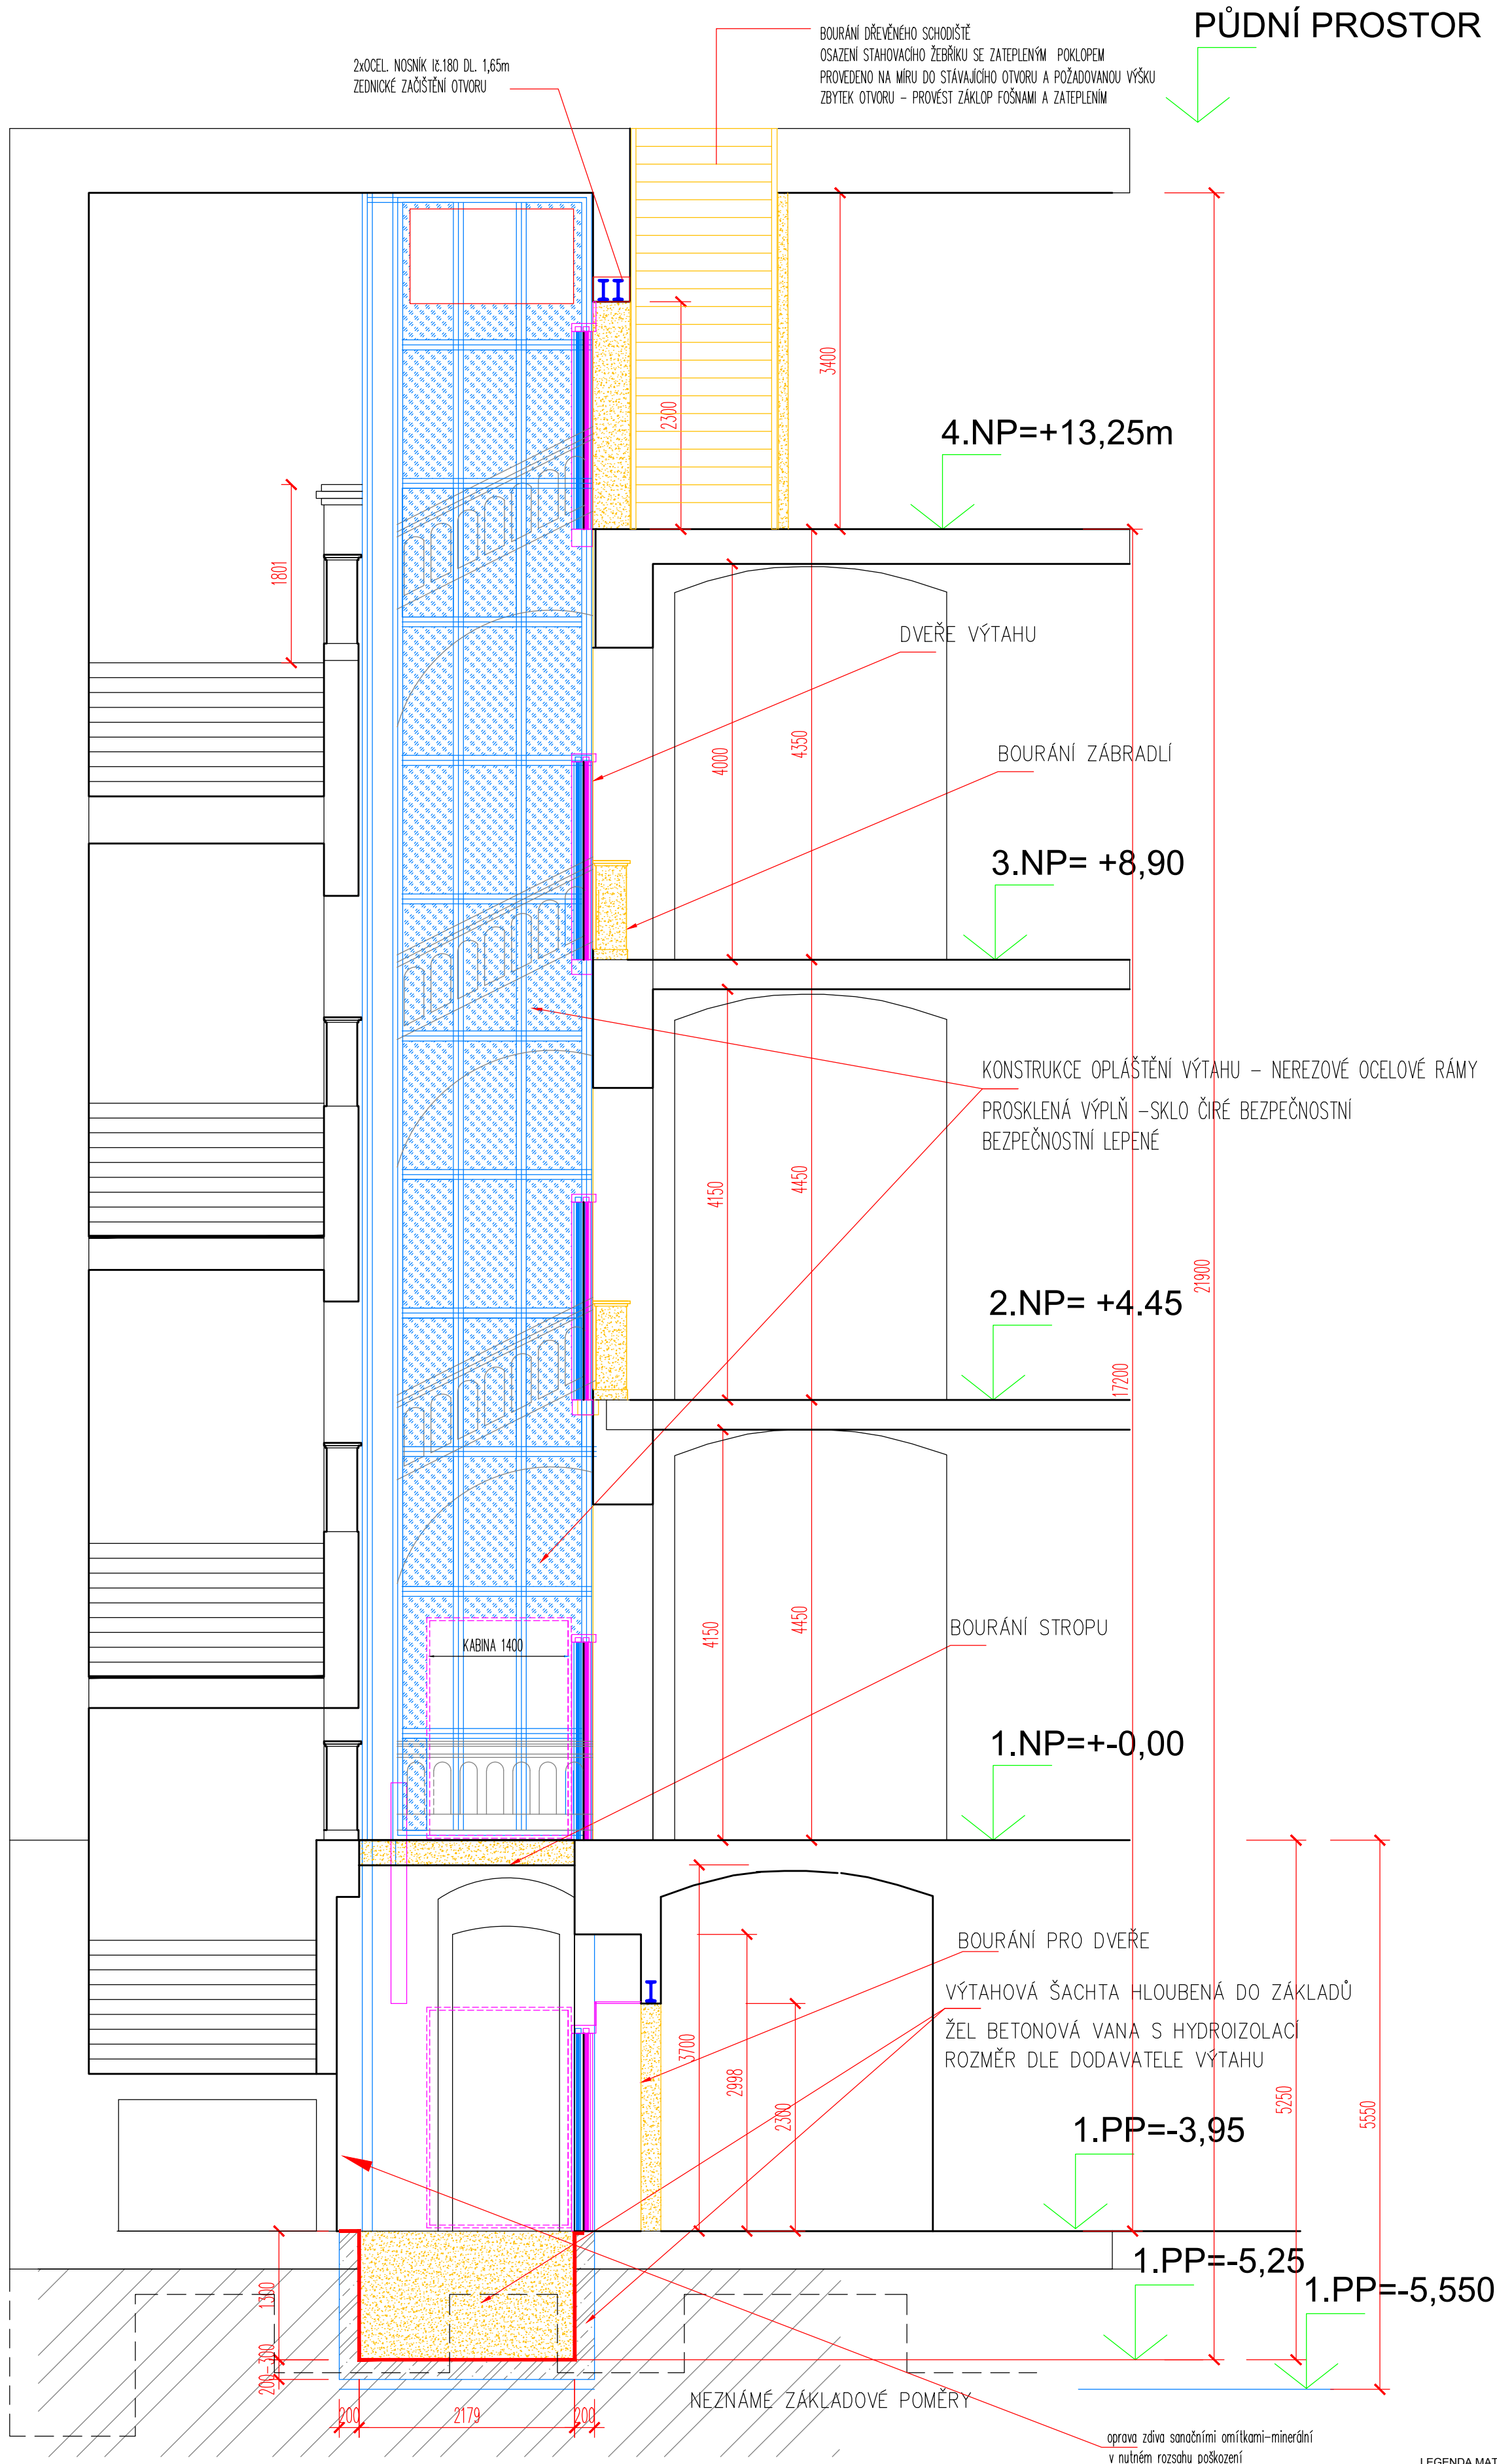 PŮDNÍ PROSTOR
BOURÁNÍ DŘEVĚNÉHO SCHODIŠTĚ
OSAZENÍ STAHOVACÍHO ŽEBŘÍKU SE ZATEPLENÝM POKLOPEM
PROVEDENO NA MÍRU DO STÁVAJÍCÍHO OTVORU A POŽADOVANOU VÝŠKU
ZBYTEK OTVORU – PROVÉST ZÁKLOP FOŠNAMI A ZATEPLENÍM
2xOCEL. NOSNÍK Ič.180 DL. 1,65m
ZEDNICKÉ ZAČIŠTĚNÍ OTVORU
3400
2300
4.NP=+13,25m
1801
DVEŘE VÝTAHU
4000
4350
BOURÁNÍ ZÁBRADLÍ
3.NP= +8,90
KONSTRUKCE OPLÁŠTĚNÍ VÝTAHU – NEREZOVÉ OCELOVÉ RÁMY
PROSKLENÁ VÝPLŇ –SKLO ČIRÉ BEZPEČNOSTNÍ
BEZPEČNOSTNÍ LEPENÉ
4150
4450
21900
2.NP= +4.45
17200
4150
4450
BOURÁNÍ STROPU
KABINA 1400
1.NP=+-0,00
BOURÁNÍ PRO DVEŘE
VÝTAHOVÁ ŠACHTA HLOUBENÁ DO ZÁKLADŮ
ŽEL BETONOVÁ VANA S HYDROIZOLACÍ
ROZMĚR DLE DODAVATELE VÝTAHU
3700
2998
2300
5250
5550
1.PP=-3,95
1.PP=-5,25
1.PP=-5,550
1300
300
200
200
2179
200
NEZNÁMÉ ZÁKLADOVÉ POMĚRY
oprava zdiva sanačními omítkami–minerální
v nutném rozsahu poškození
LEGENDA MAT